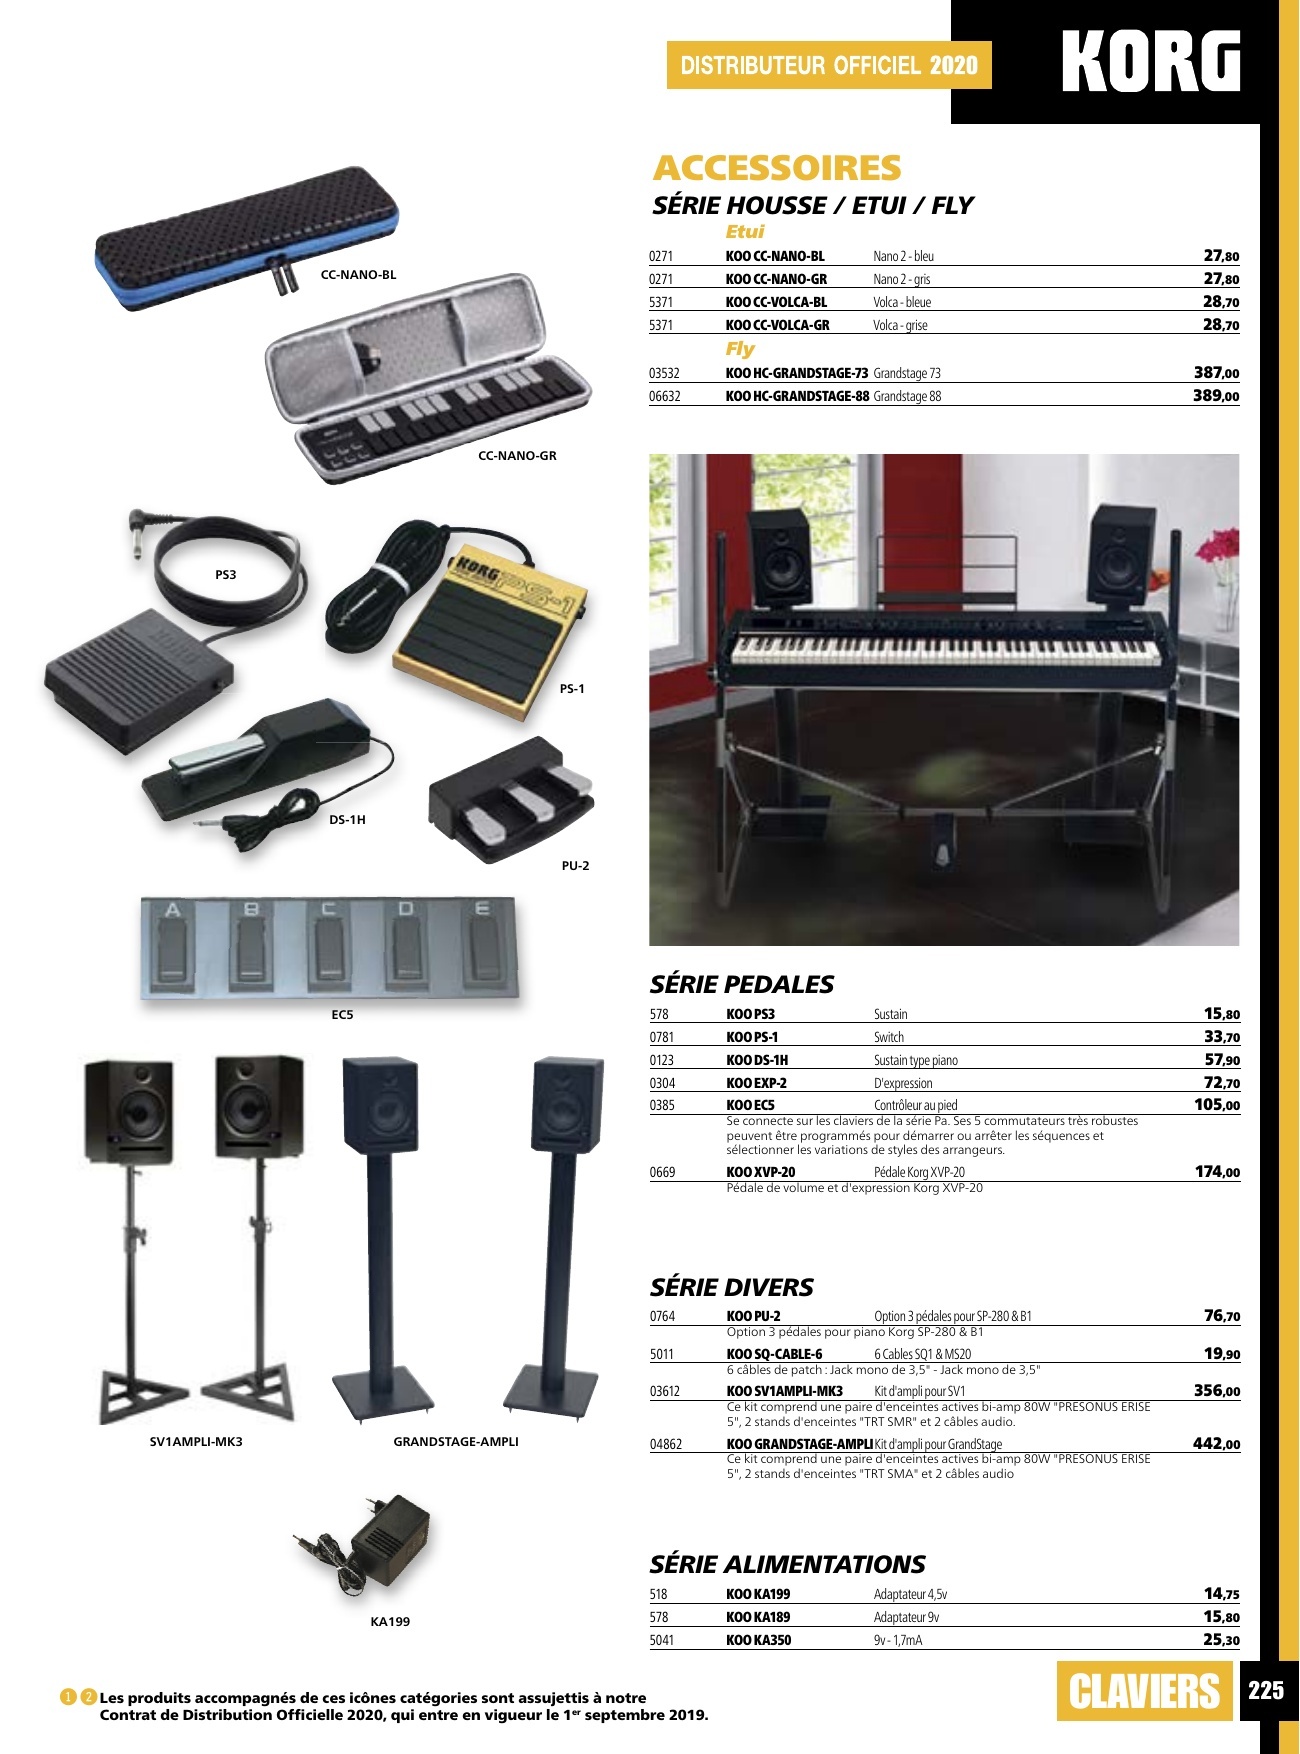 DISTRIBUTEUR OFFICIEL 2020
KORG
ACCESSOIRES
SÉRIE HOUSSE / ETUI / FLY
Etui
0271 KOO CC-NANO-BL Nano 2 - bleu 27,80
0271 KOO CC-NANO-GR Nano 2 - gris 27,80
5371 KOO CC-VOLCA-BL Volca - bleue 28,70
5371 KOO CC-VOLCA-GR Volca - grise 28,70
Fly
03532 KOO HC-GRANDSTAGE-73 Grandstage 73 387,00
06632 KOO HC-GRANDSTAGE-88 Grandstage 88 389,00
CC-NANO-BL
CC-NANO-GR
PS3
KORG
PS-1
PS-1
DS-1H
PU-2
A B C D E
EC5
SV1AMPLI-MK3
GRANDSTAGE-AMPLI
KA199
SÉRIE PEDALES
578 KOO PS3 Sustain 15,80
0781 KOO PS-1 Switch 33,70
0123 KOO DS-1H Sustain type piano 57,90
0304 KOO EXP-2 D'expression 72,70
0385 KOO EC5 Contrôleur au pied 105,00
Se connecte sur les claviers de la série Pa. Ses 5 commutateurs très robustes
peuvent être programmés pour démarrer ou arrêter les séquences et
sélectionner les variations de styles des arrangeurs.
0669 KOO XVP-20 Pédale Korg XVP-20 174,00
Pédale de volume et d'expression Korg XVP-20
SÉRIE DIVERS
0764 KOO PU-2 Option 3 pédales pour SP-280 & B1 76,70
Option 3 pédales pour piano Korg SP-280 & B1
5011 KOO SQ-CABLE-6 6 Cables SQ1 & MS20 19,90
6 câbles de patch : Jack mono de 3,5" - Jack mono de 3,5"
03612 KOO SV1AMPLI-MK3 Kit d'ampli pour SV1 356,00
Ce kit comprend une paire d'enceintes actives bi-amp 80W "PRESONUS ERISE
5", 2 stands d'enceintes "TRT SMR" et 2 câbles audio.
04862 KOO GRANDSTAGE-AMPLI Kit d'ampli pour GrandStage 442,00
Ce kit comprend une paire d'enceintes actives bi-amp 80W "PRESONUS ERISE
5", 2 stands d'enceintes "TRT SMA" et 2 câbles audio
SÉRIE ALIMENTATIONS
518 KOO KA199 Adaptateur 4,5v 14,75
578 KOO KA189 Adaptateur 9v 15,80
5041 KOO KA350 9v - 1,7mA 25,30
1 2 Les produits accompagnés de ces icônes catégories sont assujettis à notre
Contrat de Distribution Officielle 2020, qui entre en vigueur le 1er septembre 2019.
CLAVIERS 225